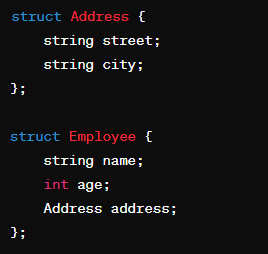 struct Address {
    string street;
    string city;
};

struct Employee {
    string name;
    int age;
    Address address;
};